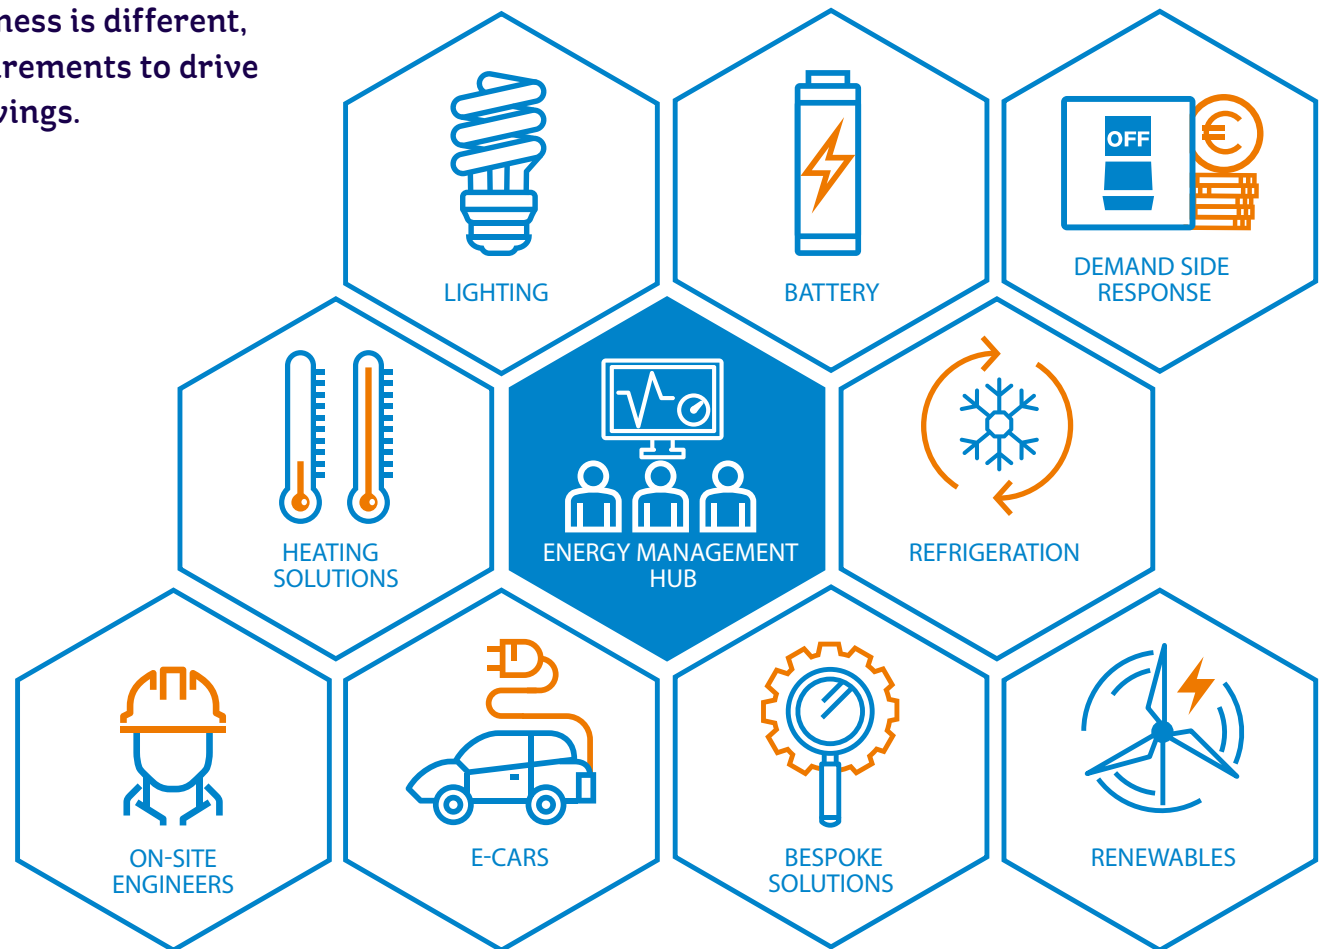 ness is different,
rements to drive
vings.
OFF
€
LIGHTING
BATTERY
DEMAND SIDE
RESPONSE
HEATING
SOLUTIONS
ENERGY MANAGEMENT
HUB
REFRIGERATION
ON-SITE
ENGINEERS
E-CARS
BESPOKE
SOLUTIONS
RENEWABLES